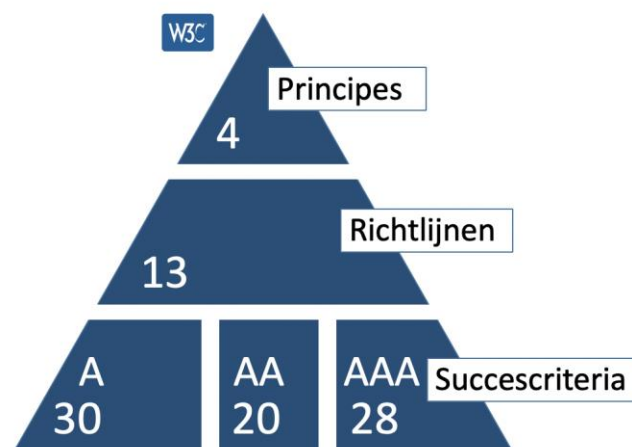 W3C
Principes
4
Richtlijnen
13
A
30
AA
20
AAA
28
Succescriteria